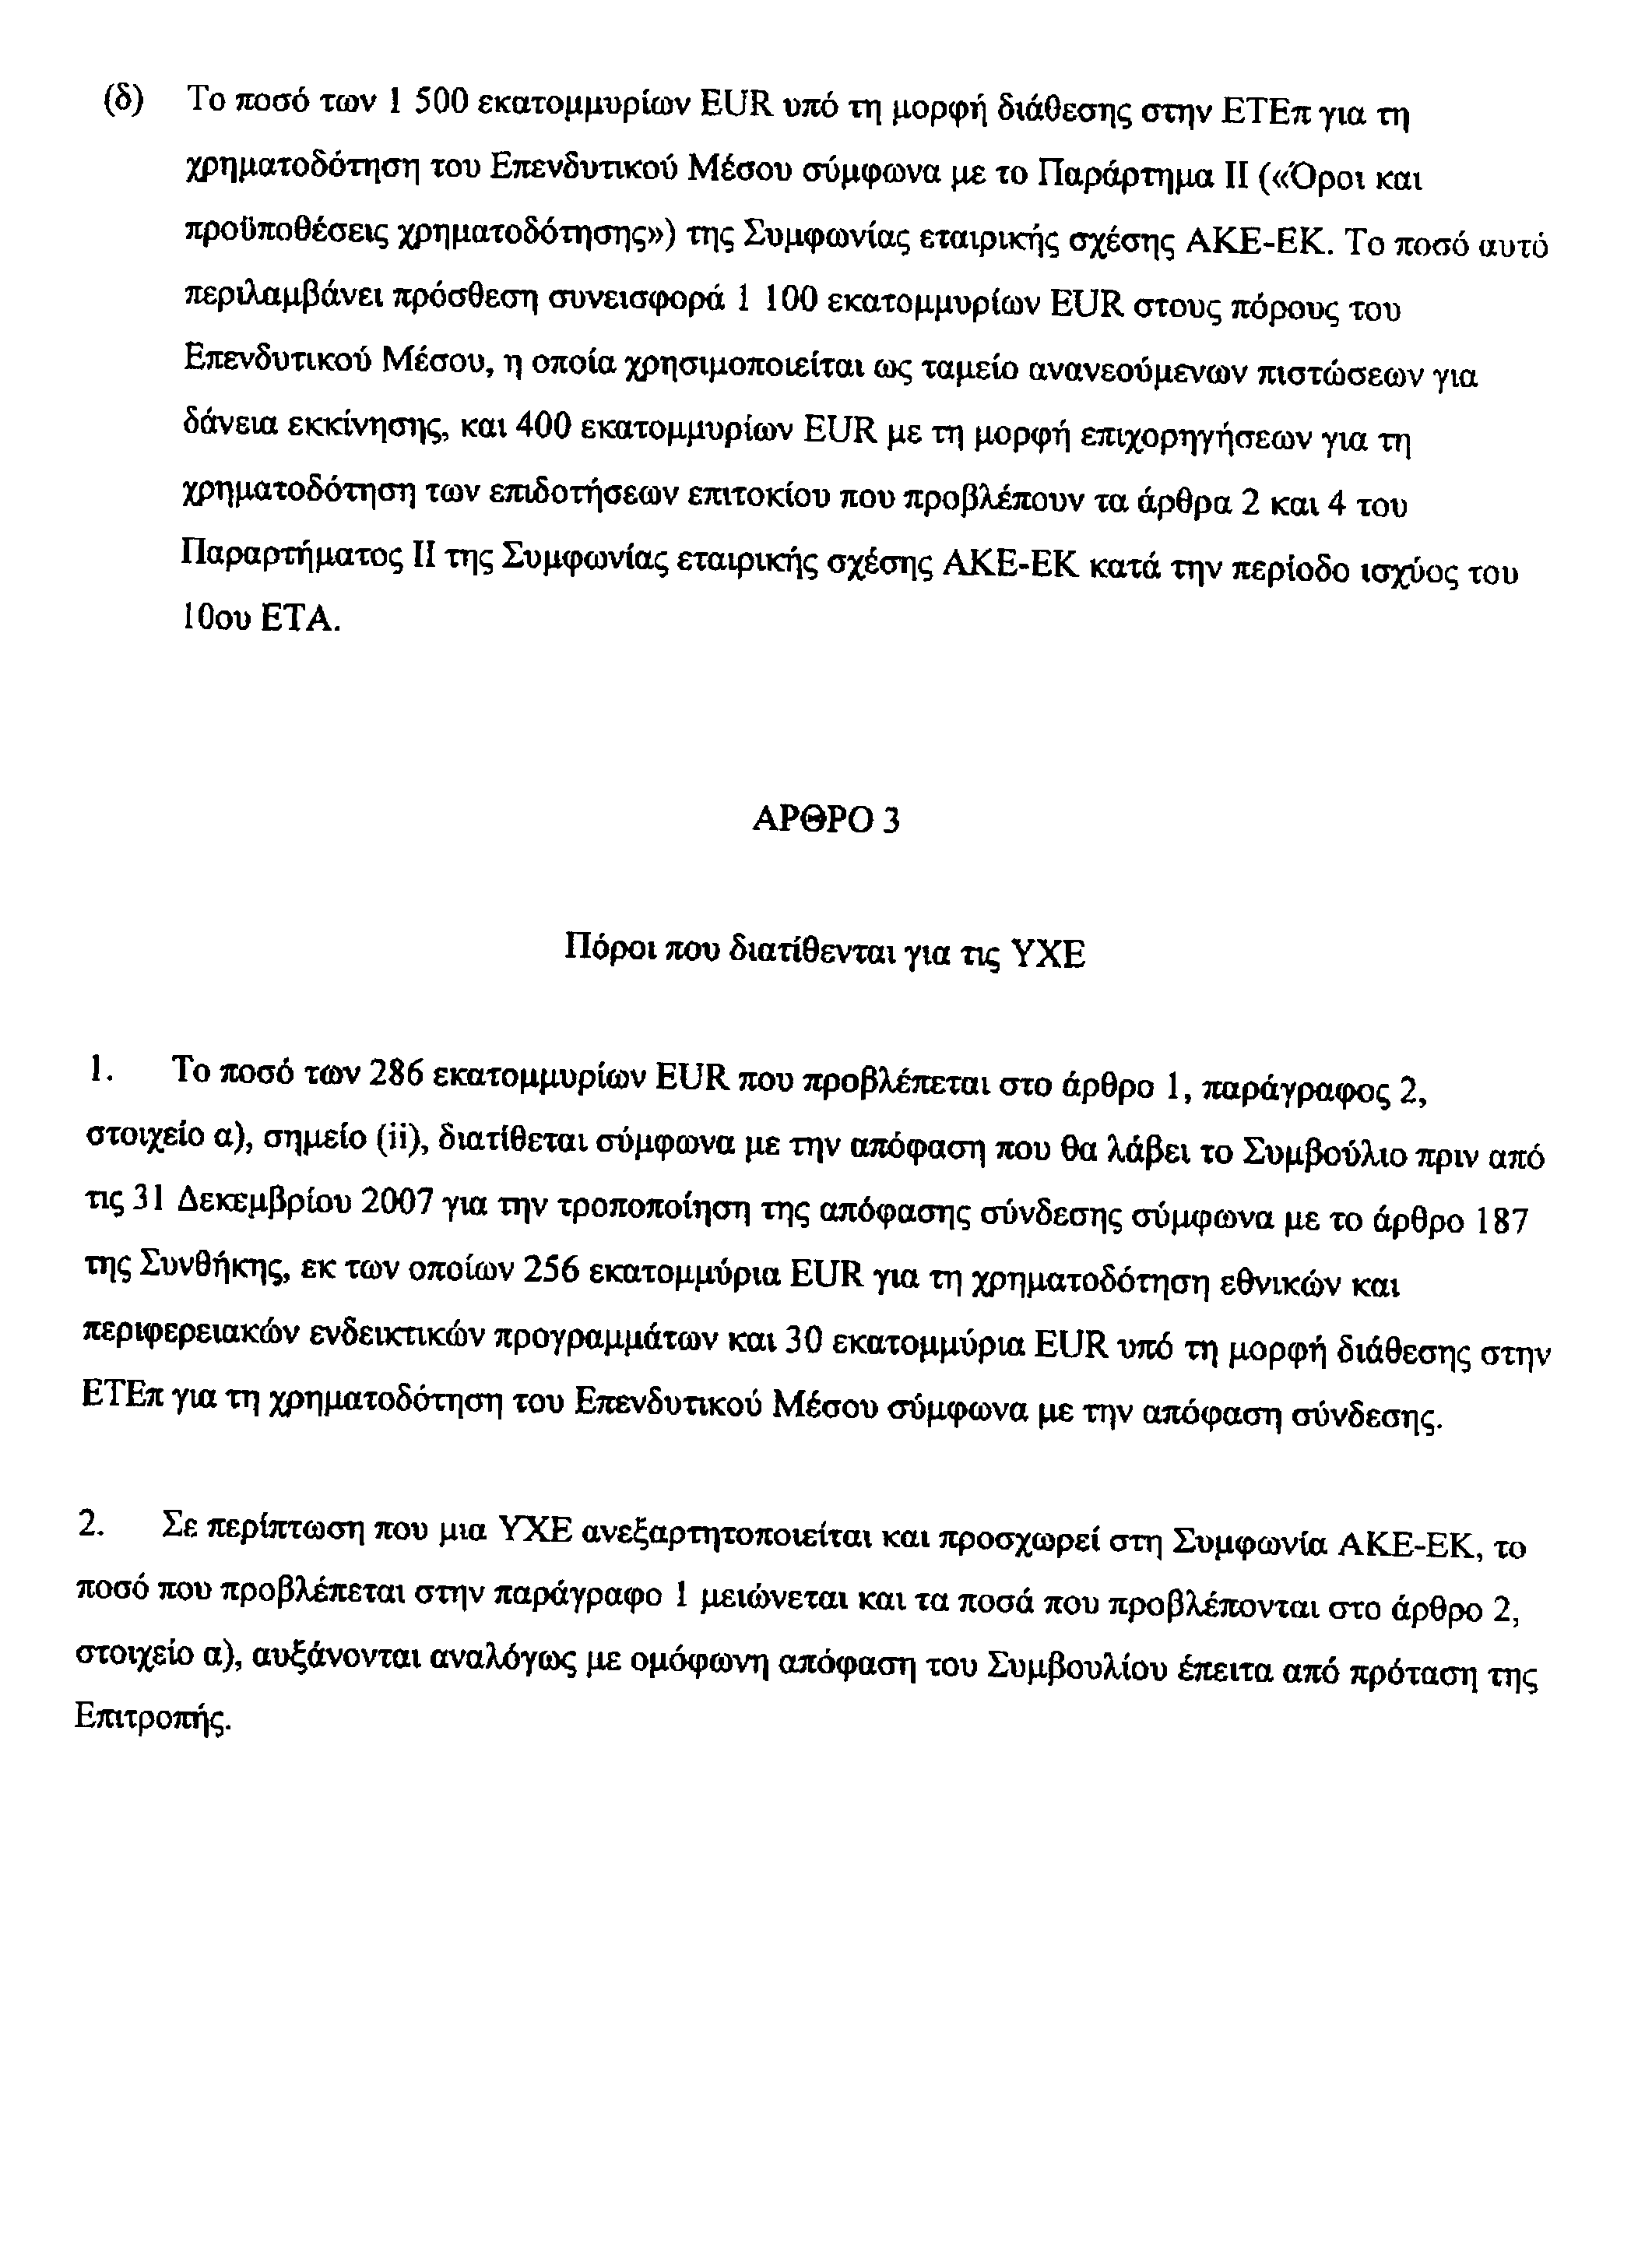 (δ) Το ποσό των 1 500 εκατομμυρίων EUR υπό τη μορφή διάθεσης στην ΕΤΕπ για τη
χρηματοδότηση του Επενδυτικού Μέσου σύμφωνα με το Παράρτημα ΙΙ («Όροι και
προϋποθέσεις χρηματοδότησης») της Συμφωνίας εταιρικής σχέσης ΑΚΕ-ΕΚ. Το ποσό αυτό
περιλαμβάνει πρόσθεση συνεισφορά 1 100 εκατομμυρίων EUR στους πόρους του
Επενδυτικού Μέσου, η οποία χρησιμοποιείται ως ταμείο ανανεούμενων πιστώσεων για
δάνεια εκκίνησης, και 400 εκατομμυρίων EUR με τη μορφή επιχορηγήσεων για τη
χρηματοδότηση των επιδοτήσεων επιτοκίου που προβλέπουν τα άρθρα 2 και 4 του
Παραρτήματος ΙΙ της Συμφωνίας εταιρικής σχέσης ΑΚΕ-ΕΚ κατά την περίοδο ισχύος του
10ου ΕΤΑ.
ΑΡΘΡΟ 3
Πόροι που διατίθενται για τις ΥΧΕ
1. Το ποσό των 286 εκατομμυρίων EUR που προβλέπεται στο άρθρο 1, παράγραφος 2,
στοιχείο α), σημείο (ii), διατίθεται σύμφωνα με την απόφαση που θα λάβει το Συμβούλιο πριν από
τις 31 Δεκεμβρίου 2007 για την τροποποίηση της απόφασης σύνδεσης σύμφωνα με το άρθρο 187
της Συνθήκης, εκ των οποίων 256 εκατομμύρια EUR για τη χρηματοδότηση εθνικών και
περιφερειακών ενδεικτικών προγραμμάτων και 30 εκατομμύρια EUR υπό τη μορφή διάθεσης στην
ΕΤΕπ για τη χρηματοδότηση του Επενδυτικού Μέσου σύμφωνα με την απόφαση σύνδεσης.
2. Σε περίπτωση που μια ΥΧΕ ανεξαρτητοποιείται και προσχωρεί στη Συμφωνία ΑΚΕ-ΕΚ, το
ποσό που προβλέπεται στην παράγραφο 1 μειώνεται και τα ποσά που προβλέπονται στο άρθρο 2,
στοιχείο α), αυξάνονται αναλόγως με ομόφωνη απόφαση του Συμβουλίου έπειτα από πρόταση της
Επιτροπής.